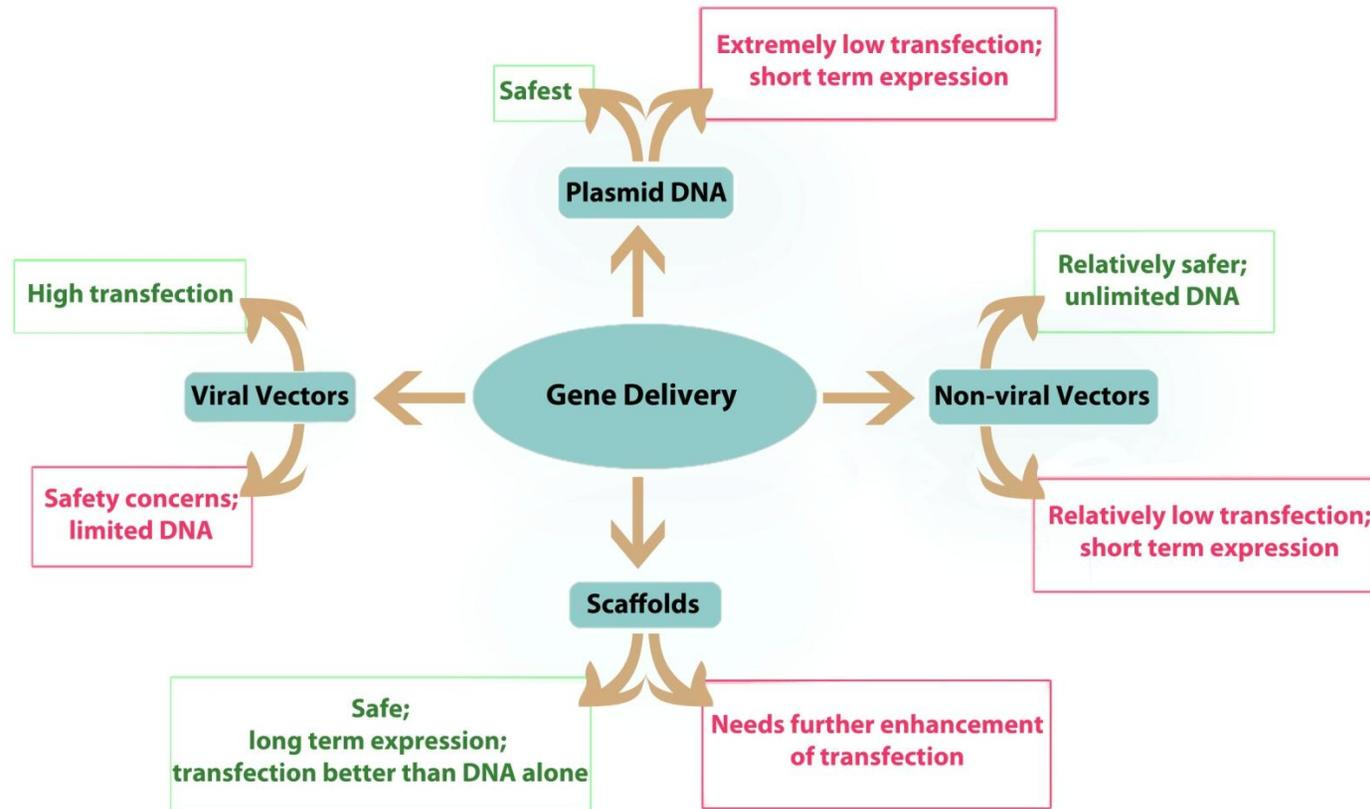 Extremely low transfection;
short term expression
Safest
Plasmid DNA
Relatively safer;
unlimited DNA
High transfection
Viral Vectors
Gene Delivery
Non-viral Vectors
Safety concerns;
limited DNA
Relatively low transfection;
short term expression
Scaffolds
Safe;
long term expression;
transfection better than DNA alone
Needs further enhancement
of transfection